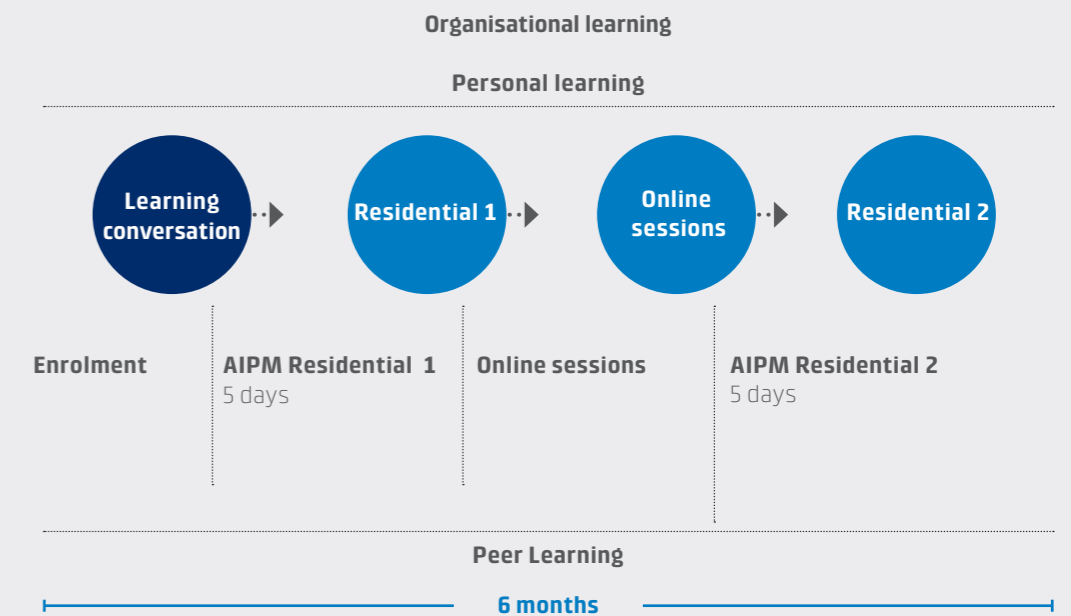 Organisational learning
Personal learning
Learning
conversation
Residential 1
Online
sessions
Residential 2
Enrolment
AIPM Residential 1
5 days
Online sessions
AIPM Residential 2
5 days
Peer Learning
6 months